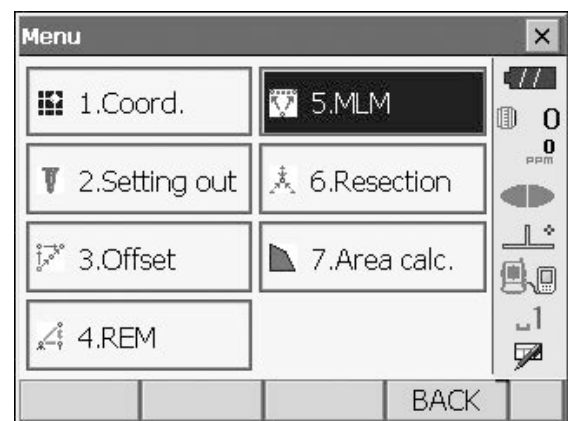 Menu
1.Coord.
5.MLM
0
2.Setting out
6.Resection
0
PPM
3.Offset
7.Area calc.
4.REM
1
BACK